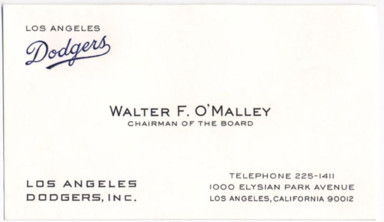 LOS ANGELES
Dodgers
WALTER F. O'MALLEY
CHAIRMAN OF THE BOARD
LOS ANGELES
DODGERS, INC.
TELEPHONE 225-1411
1000 ELYSIAN PARK AVENUE
LOS ANGELES, CALIFORNIA 90012